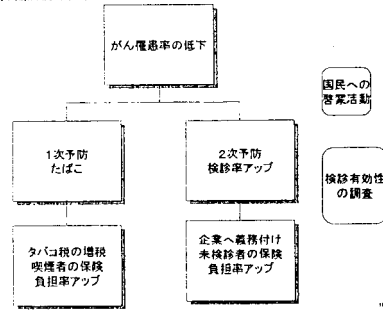 がん罹患率の低下
国民への
啓蒙活動
1次予防
たばこ
2次予防
検診率アップ
検診有効性
の調査
タバコ税の増税
喫煙者の保険
負担率アップ
企業へ義務付け
未検診者の保険
負担率アップ